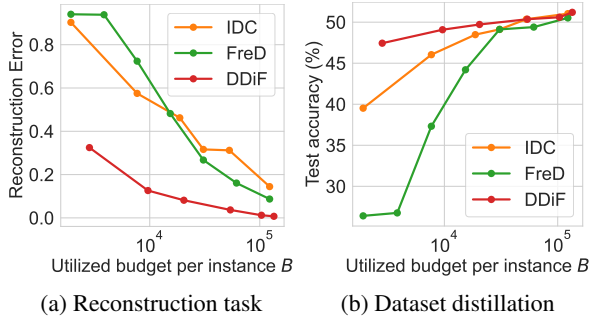 Reconstruction Error
0.8
0.6
0.4
0.2
0.0
IDC
FreD
DDiF
10^4
10^5
Utilized budget per instance B
(a) Reconstruction task
Test accuracy (%)
50
45
40
35
30
IDC
FreD
DDiF
10^4
10^5
Utilized budget per instance B
(b) Dataset distillation